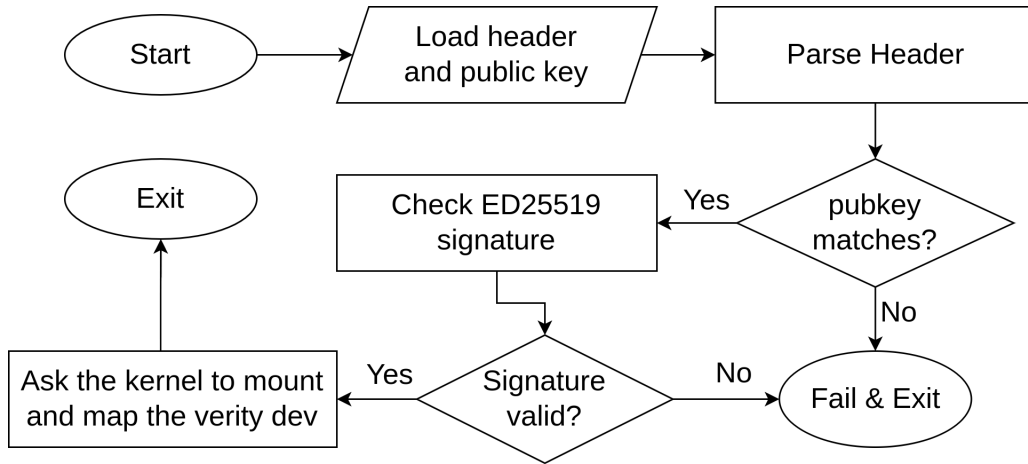 Start
Load header
and public key
Parse Header
pubkey
matches?
Yes
No
Check ED25519
signature
Signature
valid?
Yes
No
Ask the kernel to mount
and map the verity dev
Exit
Fail & Exit